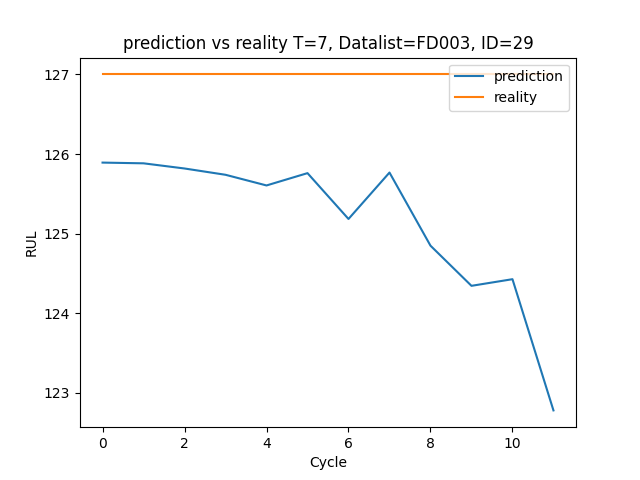 prediction vs reality T=7, Datalist=FD003, ID=29
127
126
125
124
123
RUL
prediction
reality
0 2 4 6 8 10
Cycle